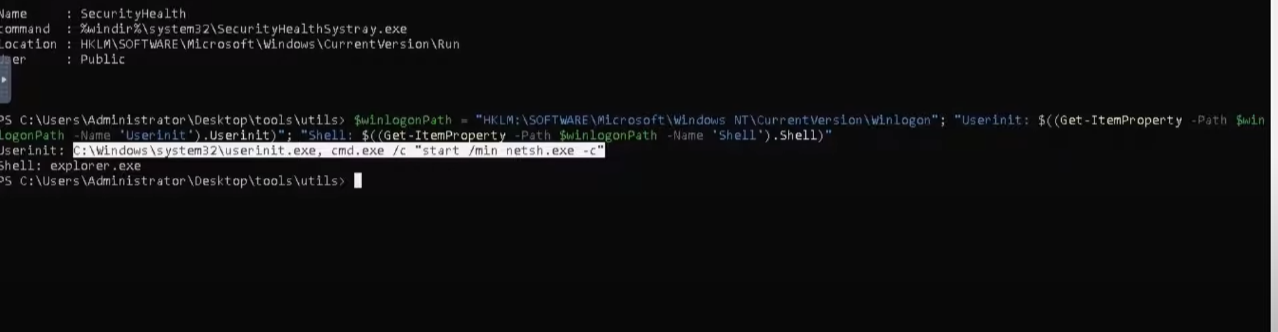 Name : SecurityHealth
command : %windir%\system32\SecurityHealthSystray.exe
Location : HKLM\SOFTWARE\Microsoft\Windows\CurrentVersion\Run
er : Public
PS C:\Users\Administrator\Desktop\tools\utils> $winlogonPath = "HKLM:\SOFTWARE\Microsoft\Windows NT\CurrentVersion\Winlogon"; "Userinit: $((Get-ItemProperty -Path $win
logonPath -Name 'Userinit').Userinit)"; "Shell: $((Get-ItemProperty -Path $winlogonPath -Name 'Shell').Shell)"
Userinit: C:\Windows\system32\userinit.exe, cmd.exe /c "start /min netsh.exe -c"
Shell: explorer.exe
PS C:\Users\Administrator\Desktop\tools\utils>